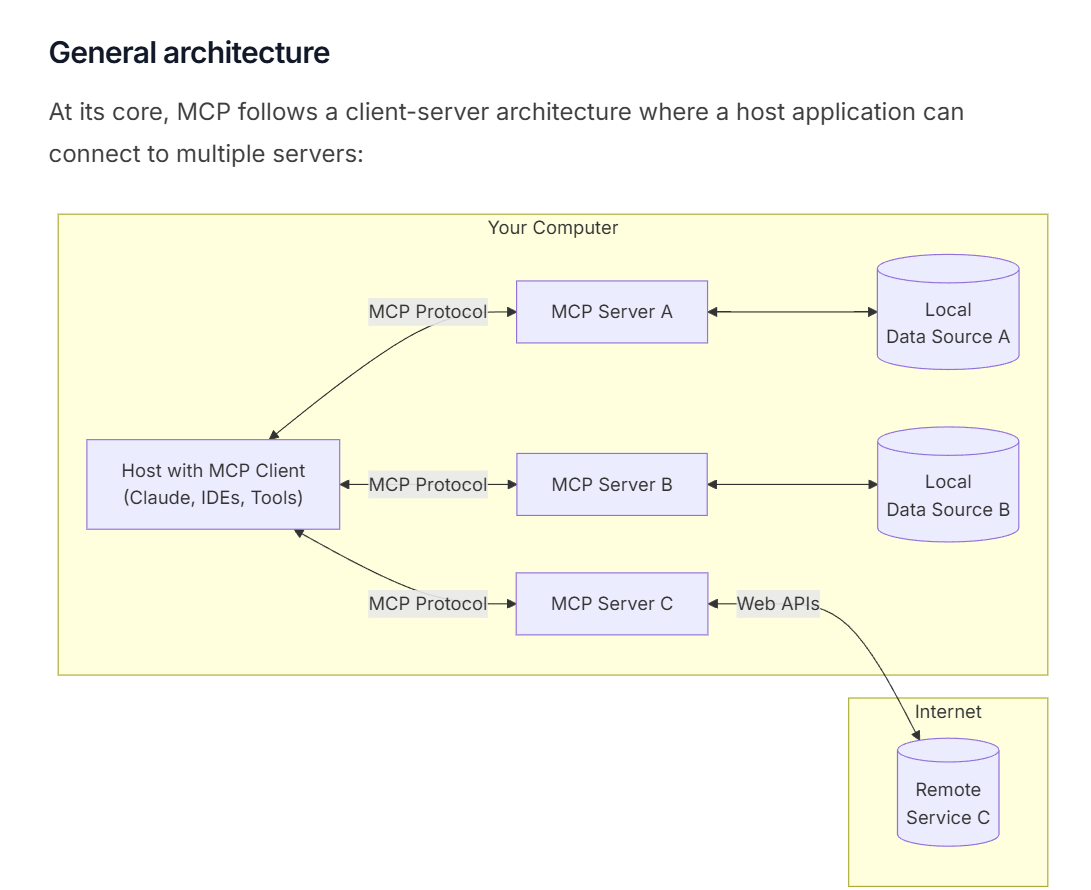 General architecture
At its core, MCP follows a client-server architecture where a host application can
connect to multiple servers:
Your Computer
MCP Protocol
MCP Server A
Local
Data Source A
Host with MCP Client
(Claude, IDEs, Tools)
MCP Protocol
MCP Server B
Local
Data Source B
MCP Protocol
MCP Server C
Web APIs
Internet
Remote
Service C